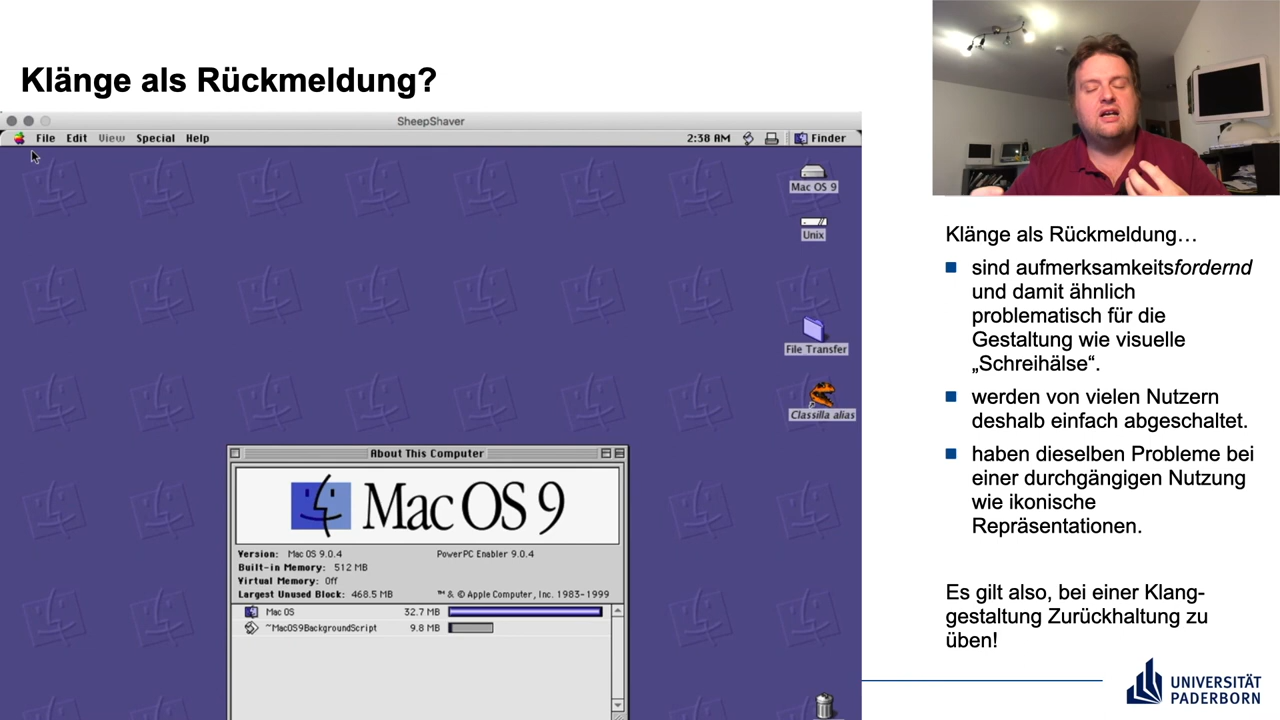 Klänge als Rückmeldung?
SheepShaver
File Edit View Special Help 2:38 AM Finder
Mac OS 9
Unix
File Transfer
Classilla alias
About This Computer
Mac OS 9
Version: Mac OS 9.0.4 PowerPC Enabler 9.0.4
Built-in Memory: 512 MB
Virtual Memory: Off
Largest Unused Block: 468.5 MB ™ & © Apple Computer, Inc. 1983-1999
Mac OS 32.7 MB
~MacOS9BackgroundScript 9.8 MB
Klänge als Rückmeldung…
sind aufmerksamkeitsfordernd
und damit ähnlich
problematisch für die
Gestaltung wie visuelle
„Schreihälse“.
werden von vielen Nutzern
deshalb einfach abgeschaltet.
haben dieselben Probleme bei
einer durchgängigen Nutzung
wie ikonische
Repräsentationen.
Es gilt also, bei einer Klang-
gestaltung Zurückhaltung zu
üben!
UNIVERSITÄT
PADERBORN